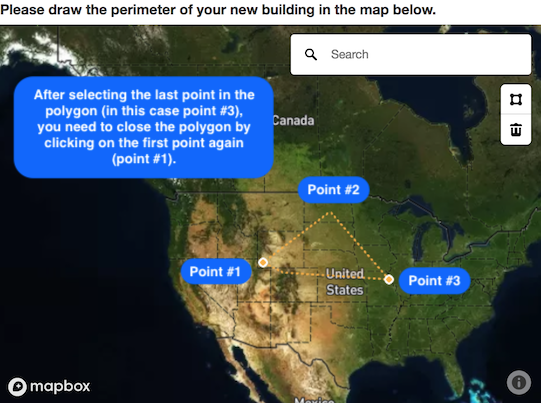 Please draw the perimeter of your new building in the map below.
Search
After selecting the last point in the
polygon (in this case point #3),
you need to close the polygon by
clicking on the first point again
(point #1).
Canada
Point #2
Point #1
United
States
Point #3
mapbox
Mexico